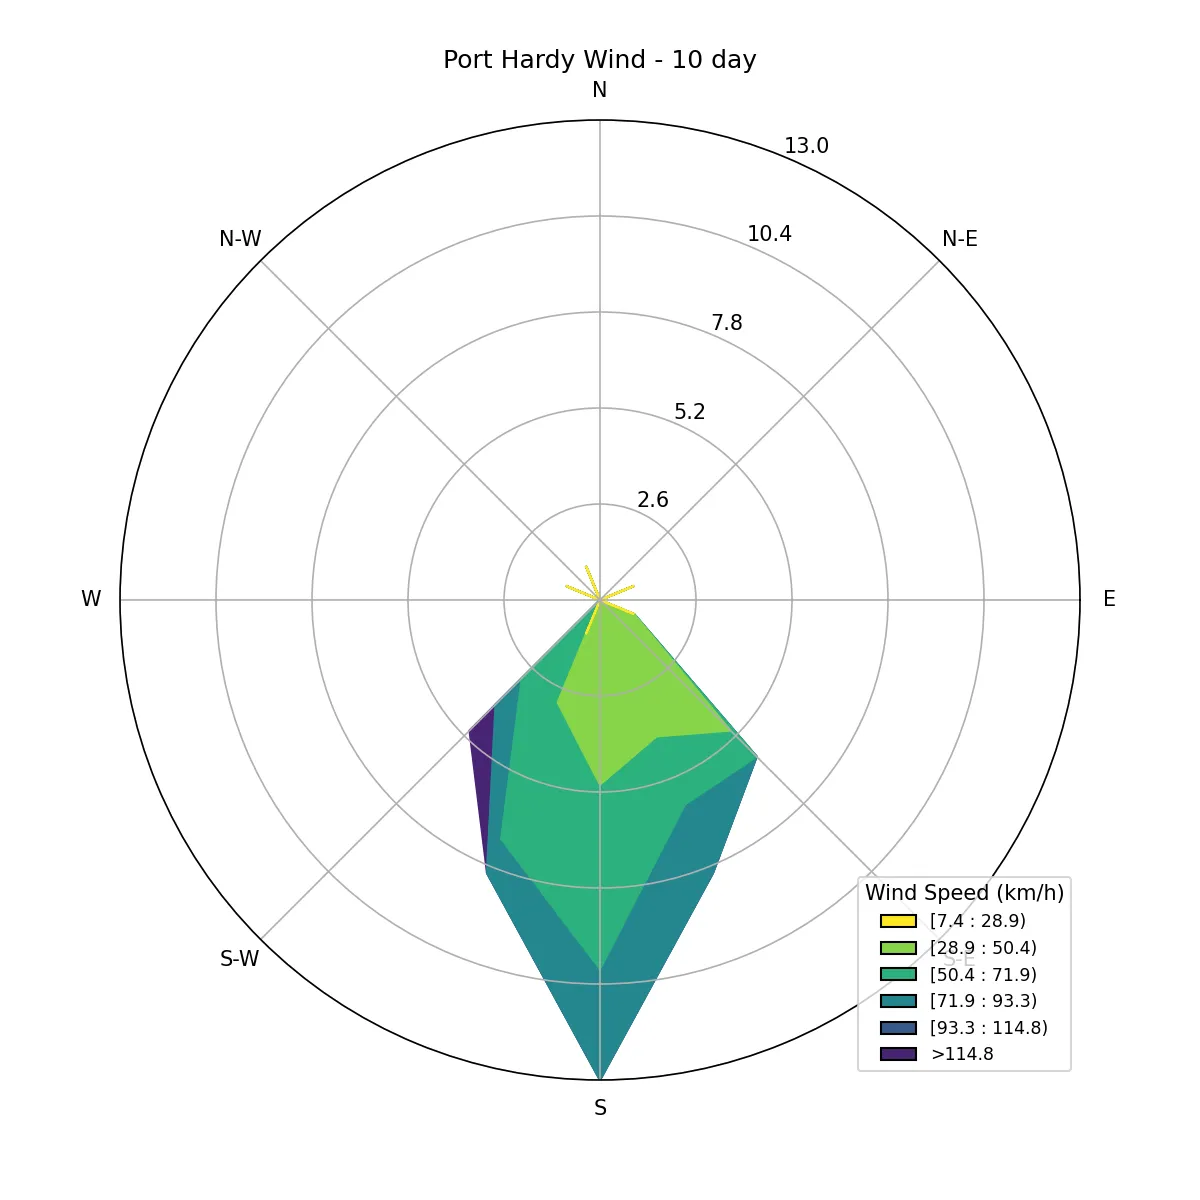 Port Hardy Wind - 10 day
N
13.0
10.4
N-W
N-E
7.8
5.2
2.6
W
E
S-W
S-E
Wind Speed (km/h)
[7.4 : 28.9)
[28.9 : 50.4)
[50.4 : 71.9)
[71.9 : 93.3)
[93.3 : 114.8)
>114.8
S